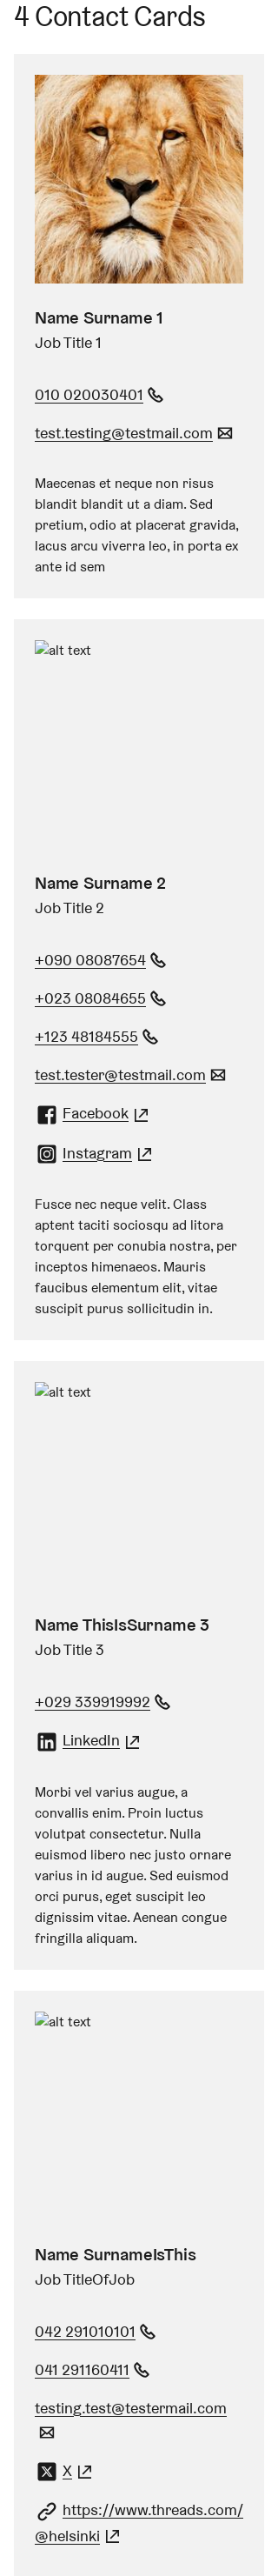 4 Contact Cards
Name Surname 1
Job Title 1
010 020030401
test.testing@testmail.com
Maecenas et neque non risus
blandit blandit ut a diam. Sed
pretium, odio at placerat gravida,
lacus arcu viverra leo, in porta ex
ante id sem
alt text
Name Surname 2
Job Title 2
+090 08087654
+023 08084655
+123 48184555
test.tester@testmail.com
Facebook
Instagram
Fusce nec neque velit. Class
aptent taciti sociosqu ad litora
torquent per conubia nostra, per
inceptos himenaeos. Mauris
faucibus elementum elit, vitae
suscipit purus sollicitudin in.
alt text
Name ThisIsSurname 3
Job Title 3
+029 339919992
LinkedIn
Morbi vel varius augue, a
convallis enim. Proin luctus
volutpat consectetur. Nulla
euismod libero nec justo ornare
varius in id augue. Sed euismod
orci purus, eget suscipit leo
dignissim vitae. Aenean congue
fringilla aliquam.
alt text
Name SurnameIsThis
Job TitleOfJob
042 291010101
041 291160411
testing.test@testermail.com
X
https://www.threads.com/
@helsinki